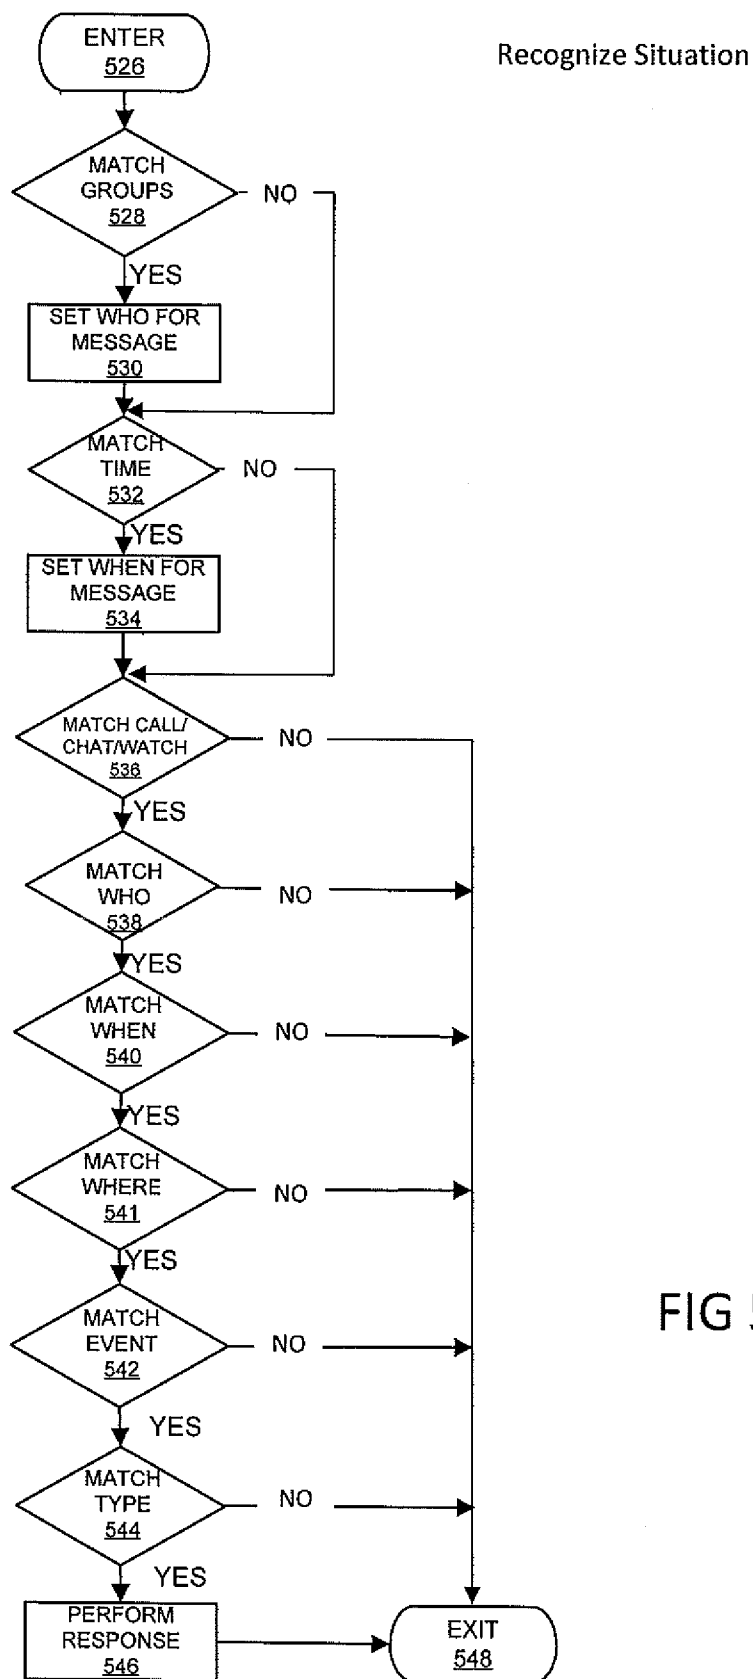 ENTER
526
Recognize Situation
MATCH
GROUPS
528
NO
YES
SET WHO FOR
MESSAGE
530
MATCH
TIME
532
NO
YES
SET WHEN FOR
MESSAGE
534
MATCH CALL/
CHAT/WATCH
536
NO
YES
MATCH
WHO
538
NO
YES
MATCH
WHEN
540
NO
YES
MATCH
WHERE
541
NO
YES
MATCH
EVENT
542
NO
FIG
YES
MATCH
TYPE
544
NO
YES
PERFORM
RESPONSE
546
EXIT
548